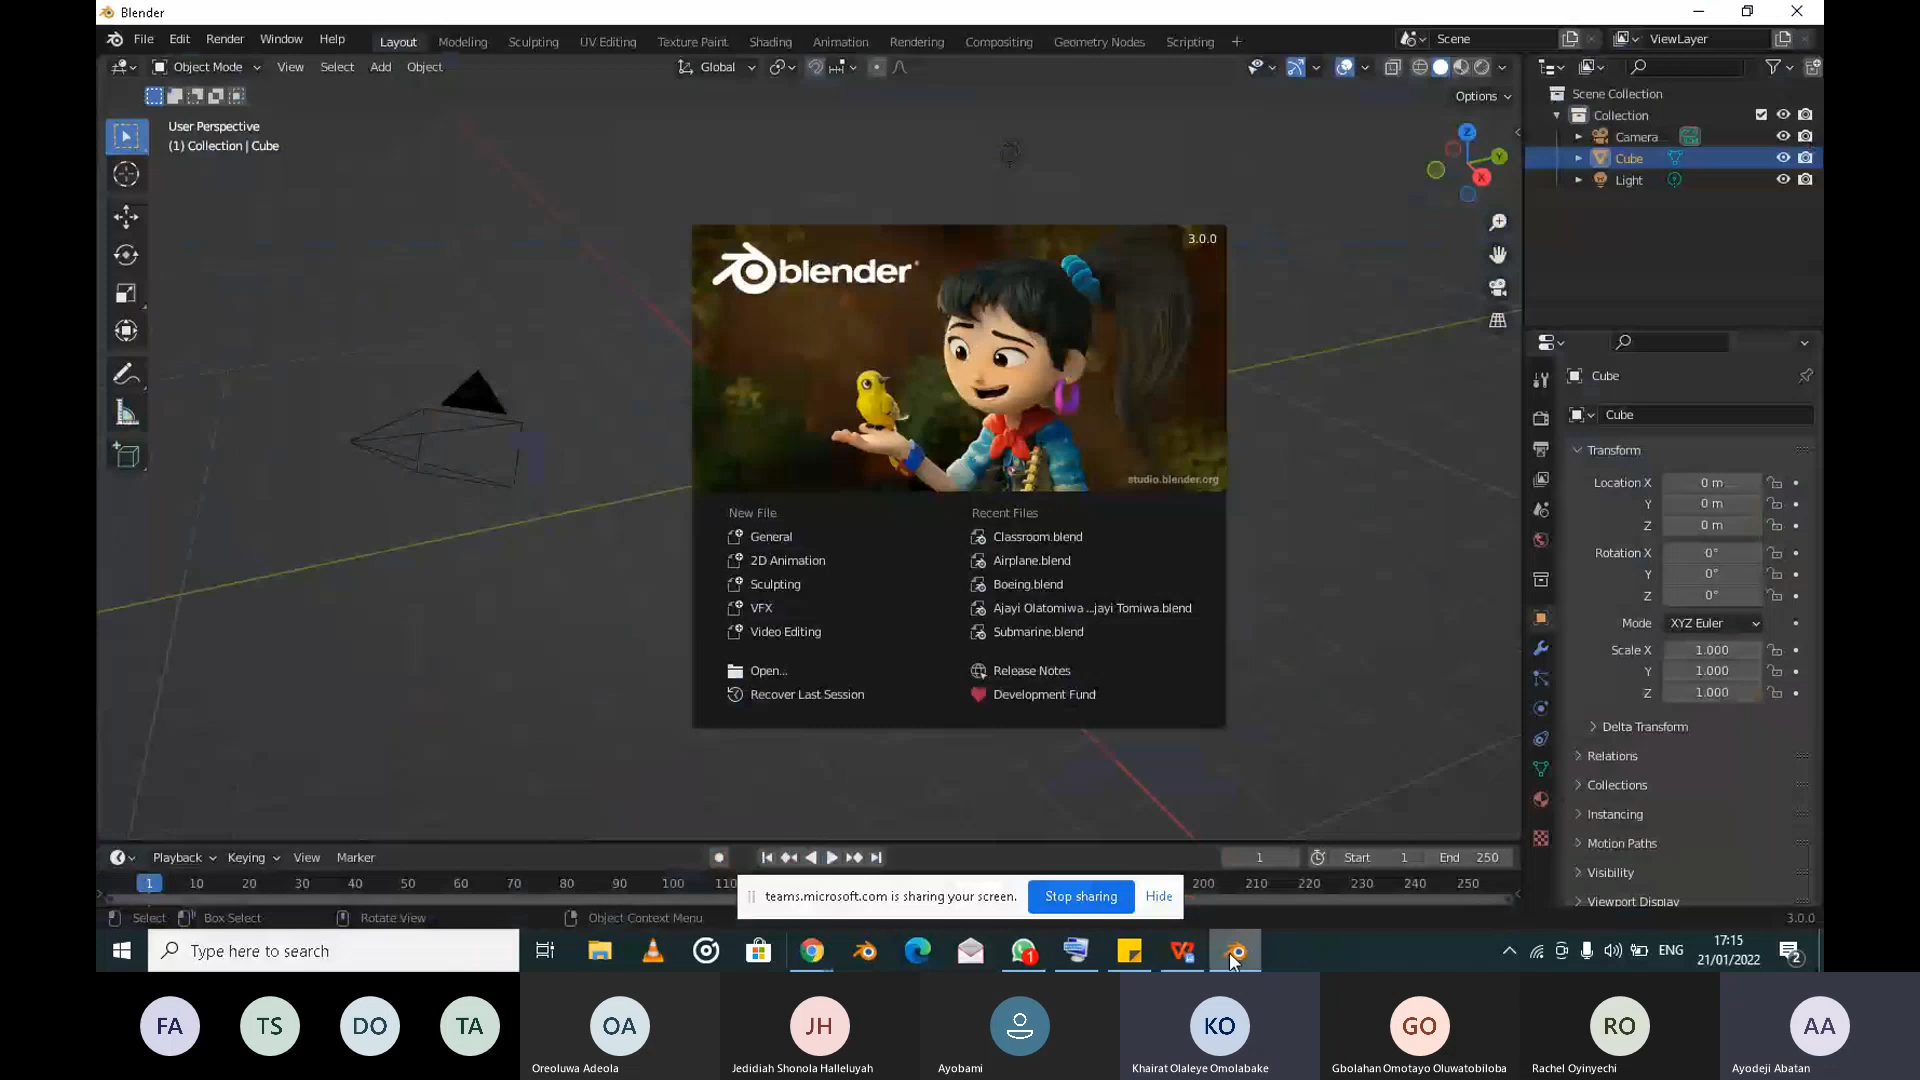 Blender
File Edit Render Window Help
Layout Modeling Sculpting UV Editing Texture Paint Shading Animation Rendering Compositing Geometry Nodes Scripting +
Scene
ViewLayer
Object Mode View Select Add Object
Global
Options
User Perspective
(1) Collection | Cube
Z
Y
X
Scene Collection
Collection
Camera
Cube
Light
3.0.0
blender
studio.blender.org
New File
General
2D Animation
Sculpting
VFX
Video Editing
Open...
Recover Last Session
Recent Files
Classroom.blend
Airplane.blend
Boeing.blend
Ajayi Olatomiwa ...jayi Tomiwa.blend
Submarine.blend
Release Notes
Development Fund
Cube
Cube
Transform
Location X 0 m
Y 0 m
Z 0 m
Rotation X 0°
Y 0°
Z 0°
Mode XYZ Euler
Scale X 1.000
Y 1.000
Z 1.000
Delta Transform
Relations
Collections
Instancing
Motion Paths
Visibility
Viewport Display
Playback Keying View Marker
1 Start 1 End 250
1 10 20 30 40 50 60 70 80 90 100 110 200 210 220 230 240 250
teams.microsoft.com is sharing your screen. Stop sharing Hide
Select Box Select Rotate View Object Context Menu
3.0.0
Type here to search
1
ENG
17:15
21/01/2022
2
FA TS DO TA OA JH KO GO RO AA
Oreoluwa Adeola Jedidiah Shonola Halleluyah Ayobami Khairat Olaleye Omolabake Gbolahan Omotayo Oluwatobiloba Rachel Oyinyechi Ayodeji Abatan